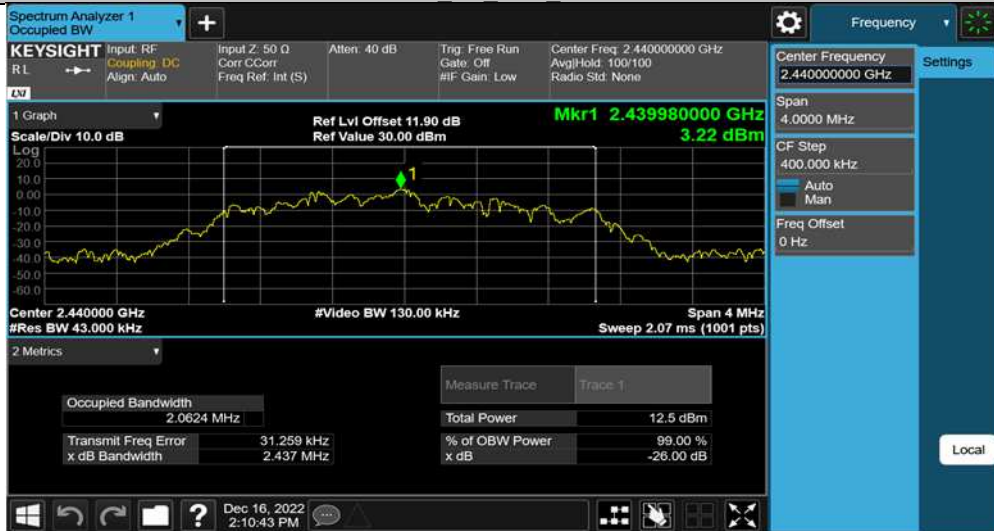 Spectrum Analyzer 1
Occupied BW
Frequency
KEYSIGHT
RL
LXI
Input: RF
Coupling: DC
Align: Auto
Input Z: 50 Ω
Corr CCorr
Freq Ref: Int (S)
Atten: 40 dB
Trig: Free Run
Gate: Off
#IF Gain: Low
Center Freq: 2.440000000 GHz
Avg|Hold: 100/100
Radio Std: None
Center Frequency
2.440000000 GHz
Settings
Span
4.0000 MHz
CF Step
400.000 kHz
Auto
Man
Freq Offset
0 Hz
Local
1 Graph
Scale/Div 10.0 dB
Ref Lvl Offset 11.90 dB
Ref Value 30.00 dBm
Mkr1 2.439980000 GHz
3.22 dBm
Log
20.0
10.0
0.00
-10.0
-20.0
-30.0
-40.0
-50.0
-60.0
1
Center 2.440000 GHz
#Res BW 43.000 kHz
#Video BW 130.00 kHz
Span 4 MHz
Sweep 2.07 ms (1001 pts)
2 Metrics
Measure Trace Trace 1
Occupied Bandwidth
2.0624 MHz
Total Power 12.5 dBm
Transmit Freq Error 31.259 kHz
% of OBW Power 99.00 %
x dB Bandwidth 2.437 MHz
x dB -26.00 dB
?
Dec 16, 2022
2:10:43 PM